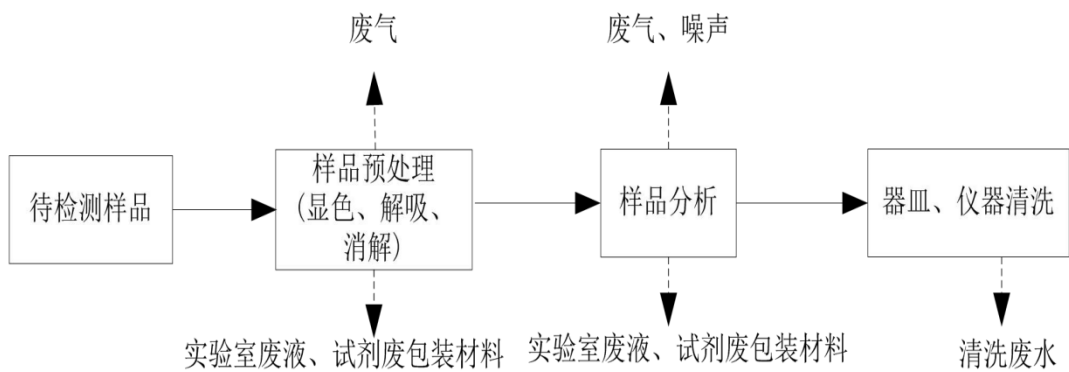 废气
废气、噪声
待检测样品
样品预处理
(显色、解吸、
消解)
样品分析
器皿、仪器清洗
实验室废液、试剂废包装材料
实验室废液、试剂废包装材料
清洗废水